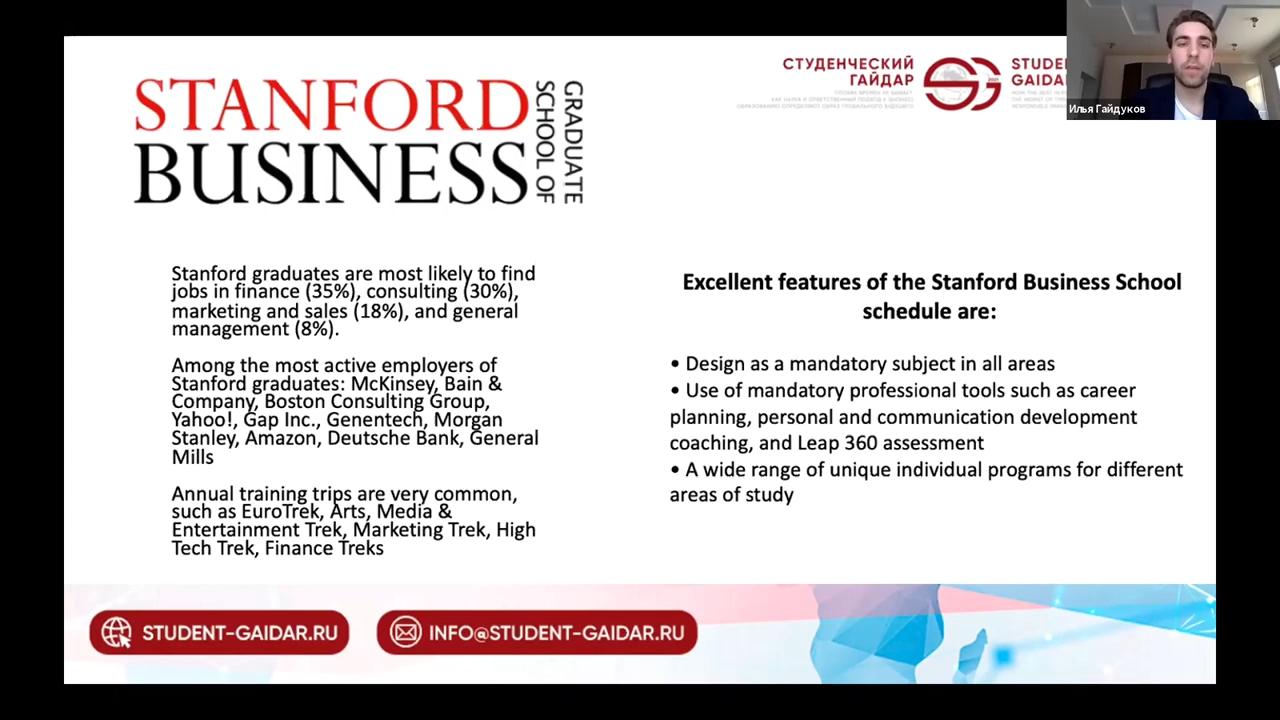 STANFORD
BUSINESS
GRADUATE
SCHOOL OF
СТУДЕНЧЕСКИЙ
ГАЙДАР
STUDEN
GAIDA
Илья Гайдуков
Stanford graduates are most likely to find
jobs in finance (35%), consulting (30%),
marketing and sales (18%), and general
management (8%).
Among the most active employers of
Stanford graduates: McKinsey, Bain &
Company, Boston Consulting Group,
Yahoo!, Gap Inc., Genentech, Morgan
Stanley, Amazon, Deutsche Bank, General
Mills
Annual training trips are very common,
such as EuroTrek, Arts, Media &
Entertainment Trek, Marketing Trek, High
Tech Trek, Finance Treks
Excellent features of the Stanford Business School
schedule are:
• Design as a mandatory subject in all areas
• Use of mandatory professional tools such as career
planning, personal and communication development
coaching, and Leap 360 assessment
• A wide range of unique individual programs for different
areas of study
STUDENT-GAIDAR.RU
INFO@STUDENT-GAIDAR.RU